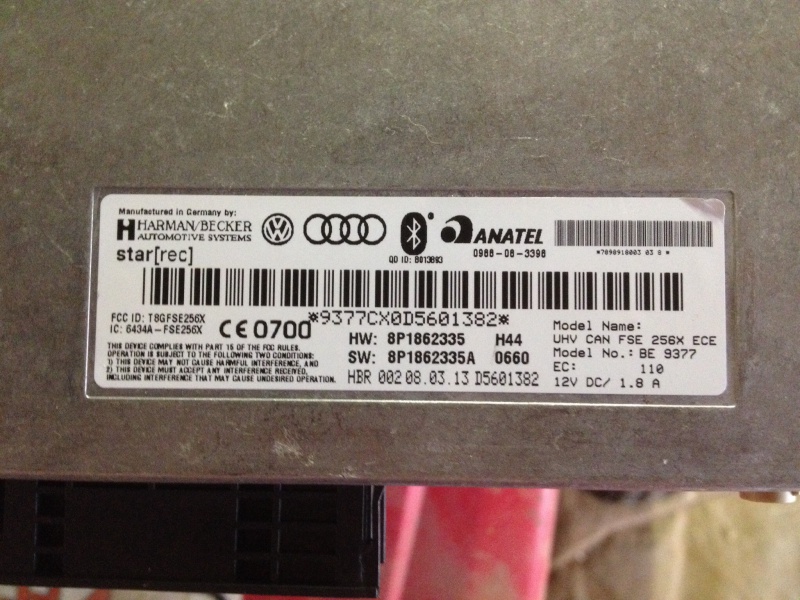 Manufactured in Germany by:
HARMAN/BECKER
AUTOMOTIVE SYSTEMS
star[rec]
QD ID: B013893
ANATEL
0988-08-3398
*7898918003 03 8 *
FCC ID: T8GFSE256X
IC: 6434A-FSE256X
CE 0700
*9377CX0D5601382*
THIS DEVICE COMPLIES WITH PART 15 OF THE FCC RULES.
OPERATION IS SUBJECT TO THE FOLLOWING TWO CONDITIONS:
1) THIS DEVICE MAY NOT CAUSE HARMFUL INTERFERENCE, AND
2) THIS DEVICE MUST ACCEPT ANY INTERFERENCE RECEIVED,
INCLUDING INTERFERENCE THAT MAY CAUSE UNDESIRED OPERATION.
HW: 8P1862335 H44
SW: 8P1862335A 0660
HBR 002 08.03.13 D5601382
Model Name:
UHV CAN FSE 256X ECE
Model No.: BE 9377
EC: 110
12V DC/ 1.8 A